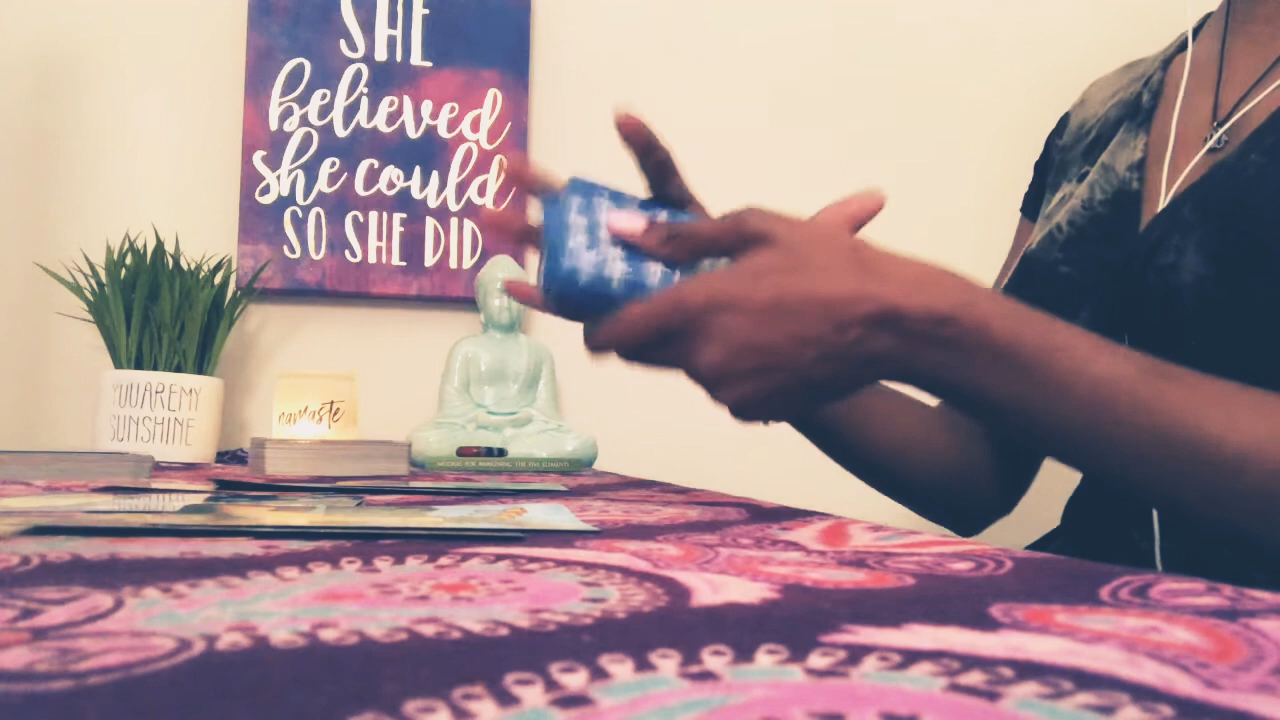 SHE
believed
she could
SO SHE DID
YOU ARE MY
SUNSHINE
namaste